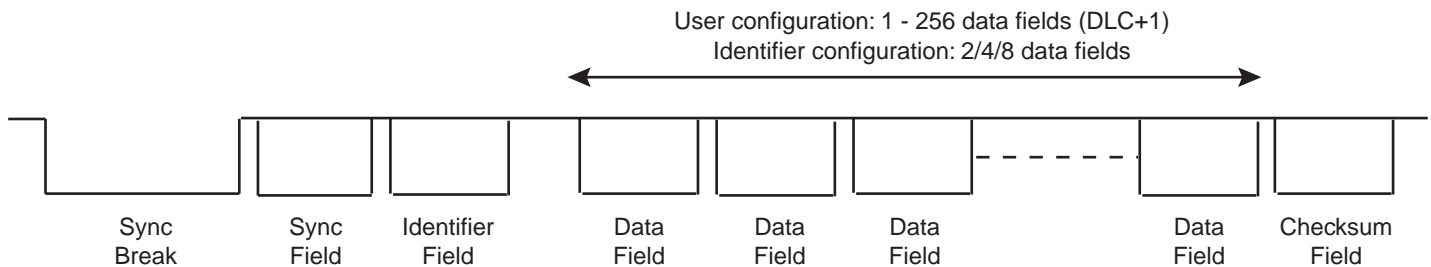 User configuration: 1 - 256 data fields (DLC+1)
Identifier configuration: 2/4/8 data fields
Sync
Break
Sync
Field
Identifier
Field
Data
Field
Data
Field
Data
Field
Data
Field
Checksum
Field